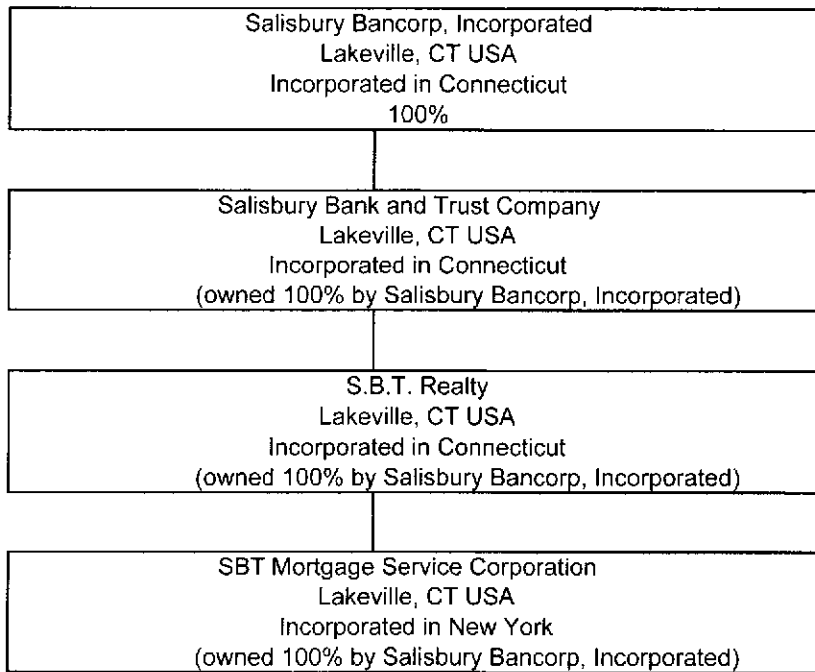 Salisbury Bancorp, Incorporated
Lakeville, CT USA
Incorporated in Connecticut
100%
Salisbury Bank and Trust Company
Lakeville, CT USA
Incorporated in Connecticut
(owned 100% by Salisbury Bancorp, Incorporated)
S.B.T. Realty
Lakeville, CT USA
Incorporated in Connecticut
(owned 100% by Salisbury Bancorp, Incorporated)
SBT Mortgage Service Corporation
Lakeville, CT USA
Incorporated in New York
(owned 100% by Salisbury Bancorp, Incorporated)